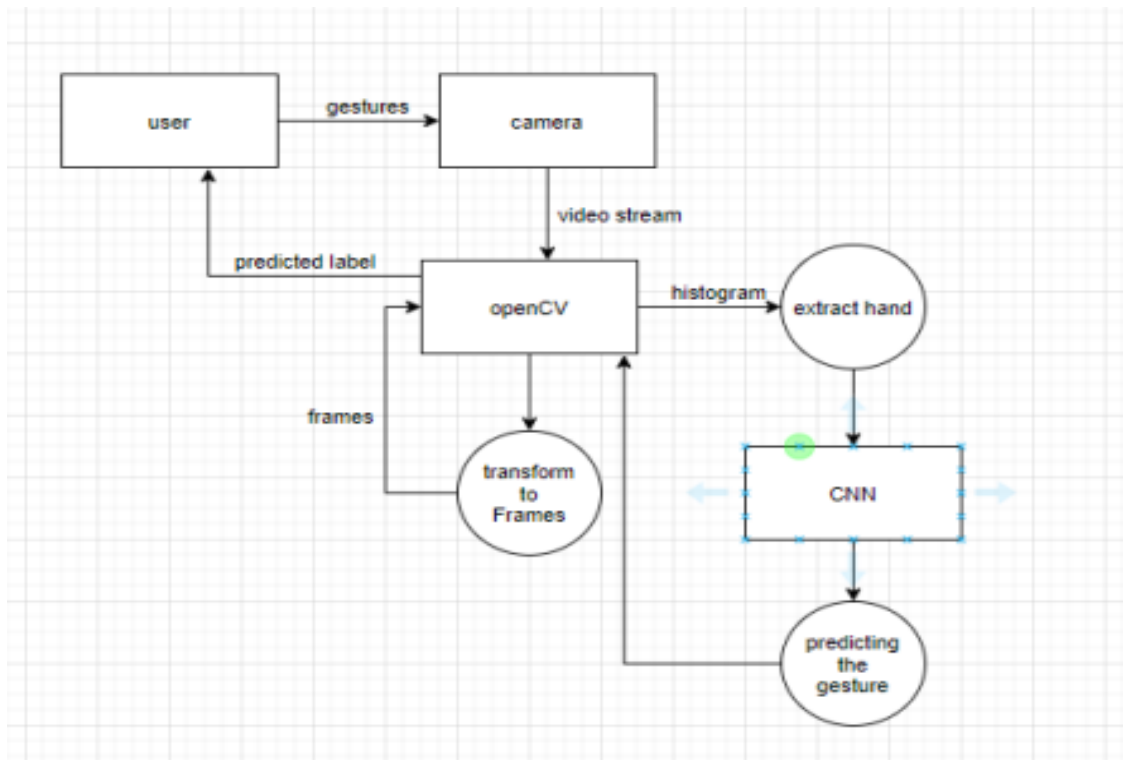 user
gestures
camera
video stream
predicted label
openCV
histogram
extract hand
frames
transform
to
Frames
CNN
predicting
the
gesture